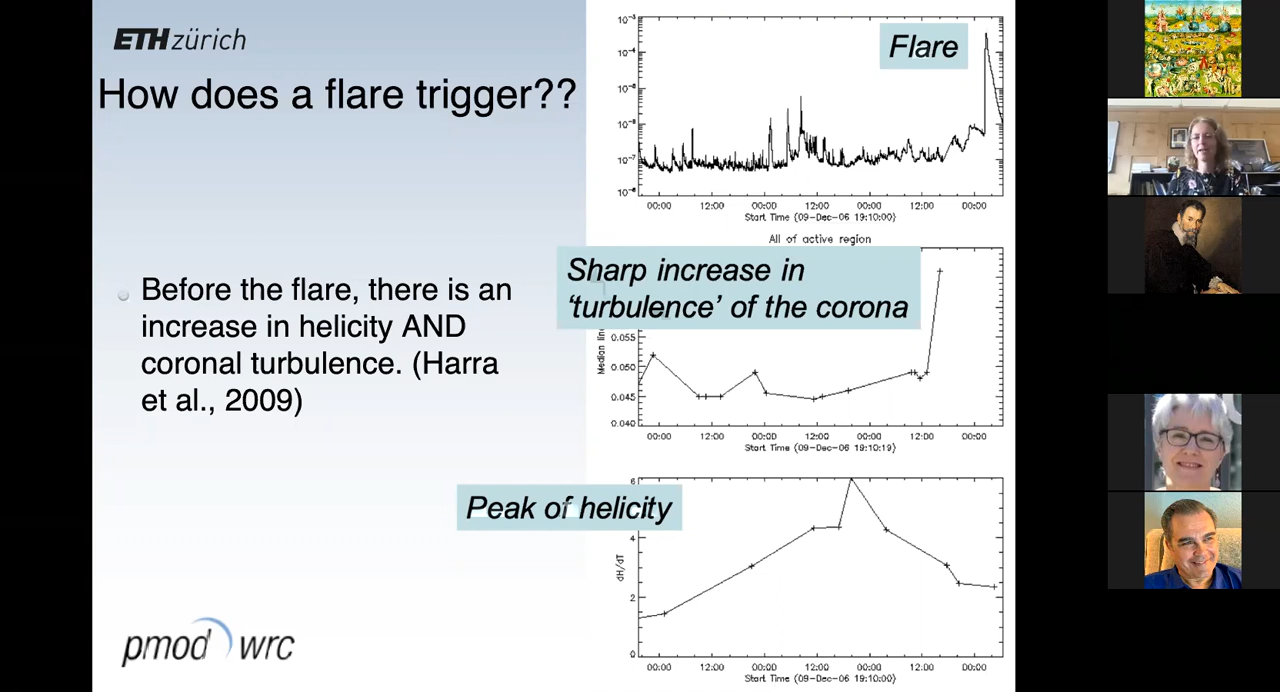 ETH zürich
How does a flare trigger??
Before the flare, there is an
increase in helicity AND
coronal turbulence. (Harra
et al., 2009)
pmod wrc
Flare
10⁻³
10⁻⁴
10⁻⁶
10⁻⁷
00:00 12:00 00:00 12:00 00:00 12:00 00:00
Start Time (09-Dec-06 19:10:00)
All of active region
Sharp increase in
‘turbulence’ of the corona
Median
0.055
0.050
0.045
0.040
00:00 12:00 00:00 12:00 00:00 12:00 00:00
Start Time (09-Dec-06 19:10:19)
Peak of helicity
6
4
2
0
dH/dT
00:00 12:00 00:00 12:00 00:00 12:00 00:00
Start Time (09-Dec-06 19:10:00)